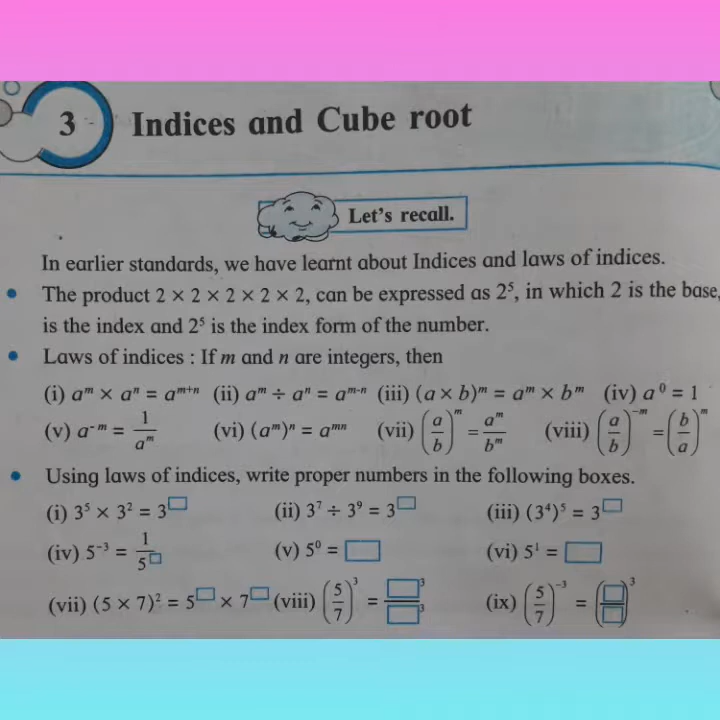 3 Indices and Cube root
Let's recall.
In earlier standards, we have learnt about Indices and laws of indices.
• The product 2 × 2 × 2 × 2 × 2, can be expressed as 2⁵, in which 2 is the base,
is the index and 2⁵ is the index form of the number.
• Laws of indices : If m and n are integers, then
(i) aᵐ × aⁿ = aᵐ⁺ⁿ (ii) aᵐ ÷ aⁿ = aᵐ⁻ⁿ (iii) (a × b)ᵐ = aᵐ × bᵐ (iv) a⁰ = 1
(v) a⁻ᵐ = 1/aᵐ (vi) (aᵐ)ⁿ = aᵐⁿ (vii) (a/b)ᵐ = aᵐ/bᵐ (viii) (a/b)⁻ᵐ = (b/a)ᵐ
• Using laws of indices, write proper numbers in the following boxes.
(i) 3⁵ × 3² = 3^□ (ii) 3⁷ ÷ 3⁹ = 3^□ (iii) (3⁴)⁵ = 3^□
(iv) 5⁻³ = 1/5^□ (v) 5⁰ = □ (vi) 5¹ = □
(vii) (5 × 7)² = 5^□ × 7^□ (viii) (5/7)³ = □³/□³ (ix) (5/7)⁻³ = (□/□)³